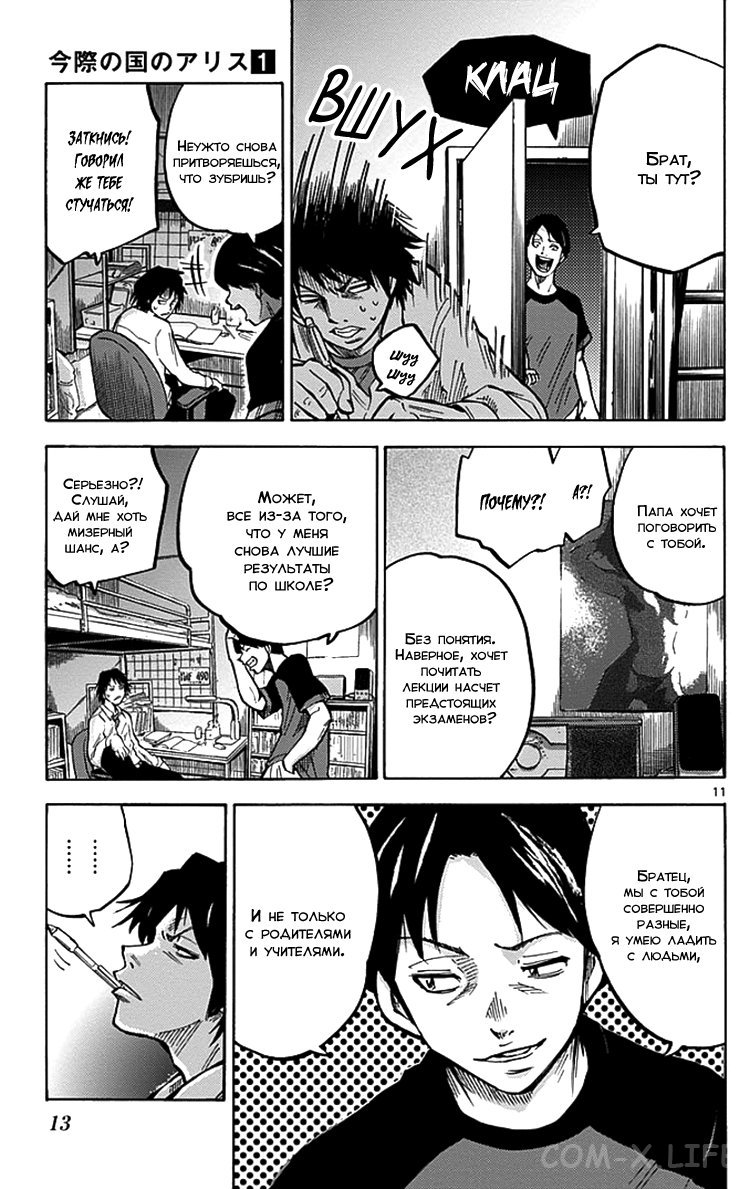 今際の国のアリス1
КЛАЦ
ВШУХ
Брат,
ты тут?
Шуу
Шуу
Неужто снова
притворяешься,
что зубришь?
Заткнись!
Говорил
же тебе
стучаться!
Папа хочет
поговорить
с тобой.
А?!
Почему?!
Без понятия.
Наверное, хочет
почитать
лекции насчет
предстоящих
экзаменов?
Может,
все из-за того,
что у меня
снова лучшие
результаты
по школе?
Серьезно?!
Слушай,
дай мне хоть
мизерный
шанс, а?
11
Братец,
мы с тобой
совершенно
разные,
я умею ладить
с людьми,
И не только
с родителями
и учителями.
......
......
13
COM-X.LIFE